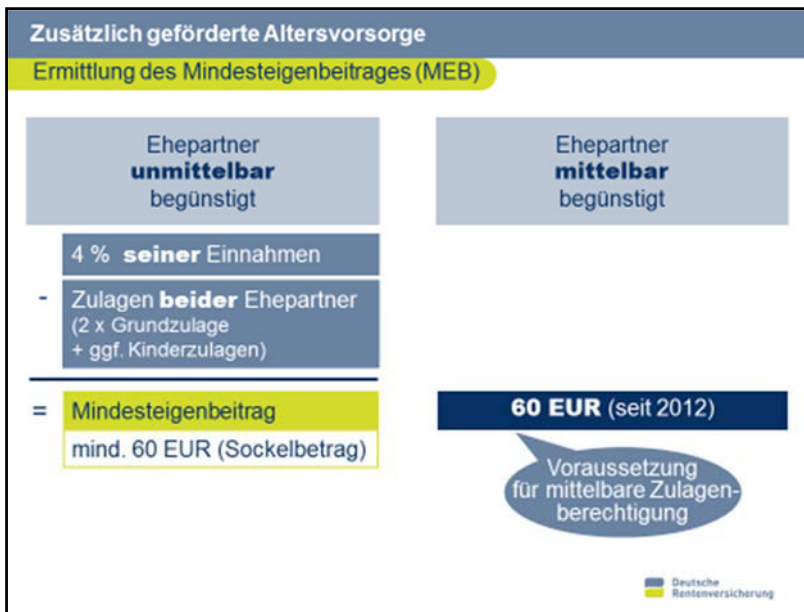 Zusätzlich geförderte Altersvorsorge
Ermittlung des Mindesteigenbeitrages (MEB)
Ehepartner
unmittelbar
begünstigt
4 % seiner Einnahmen
- Zulagen beider Ehepartner
(2 x Grundzulage
+ ggf. Kinderzulagen)
= Mindesteigenbeitrag
mind. 60 EUR (Sockelbetrag)
Ehepartner
mittelbar
begünstigt
60 EUR (seit 2012)
Voraussetzung
für mittelbare Zulagen-
berechtigung
Deutsche
Rentenversicherung